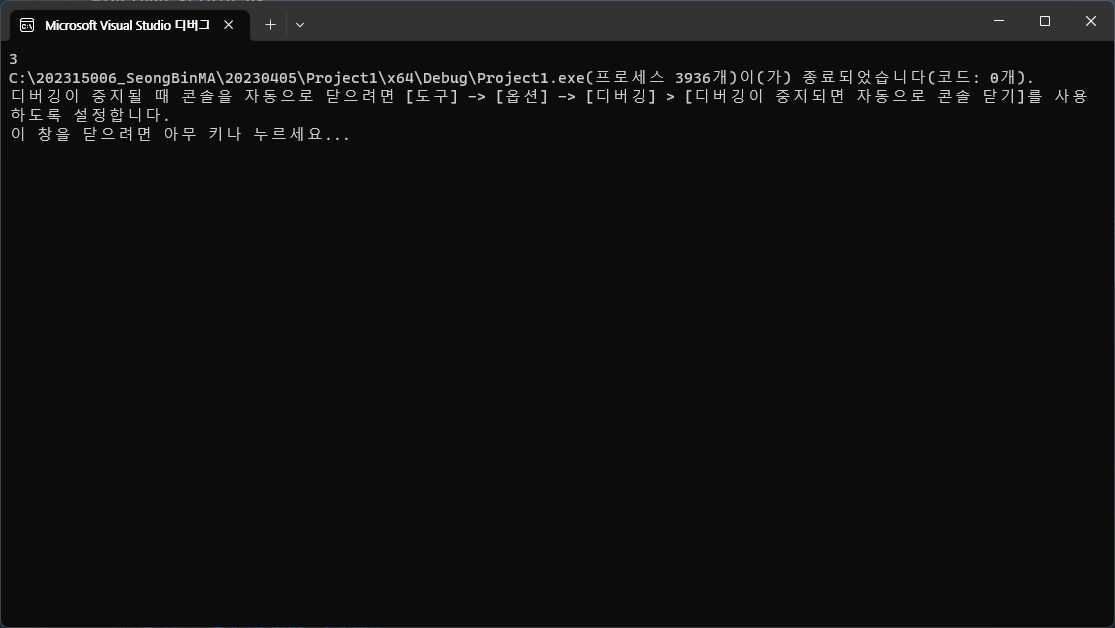 Microsoft Visual Studio 디버그
3
C:\202315006_SeongBinMA\20230405\Project1\x64\Debug\Project1.exe(프로세스 3936개)이(가) 종료되었습니다(코드: 0개).
디버깅이 중지될 때 콘솔을 자동으로 닫으려면 [도구] -> [옵션] -> [디버깅] > [디버깅이 중지되면 자동으로 콘솔 닫기]를 사용
하도록 설정합니다.
이 창을 닫으려면 아무 키나 누르세요...